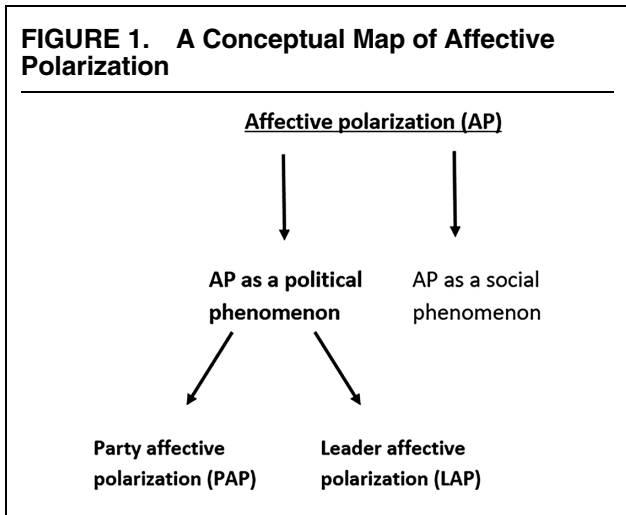 FIGURE 1. A Conceptual Map of Affective
Polarization
Affective polarization (AP)
AP as a political
phenomenon
AP as a social
phenomenon
Party affective
polarization (PAP)
Leader affective
polarization (LAP)